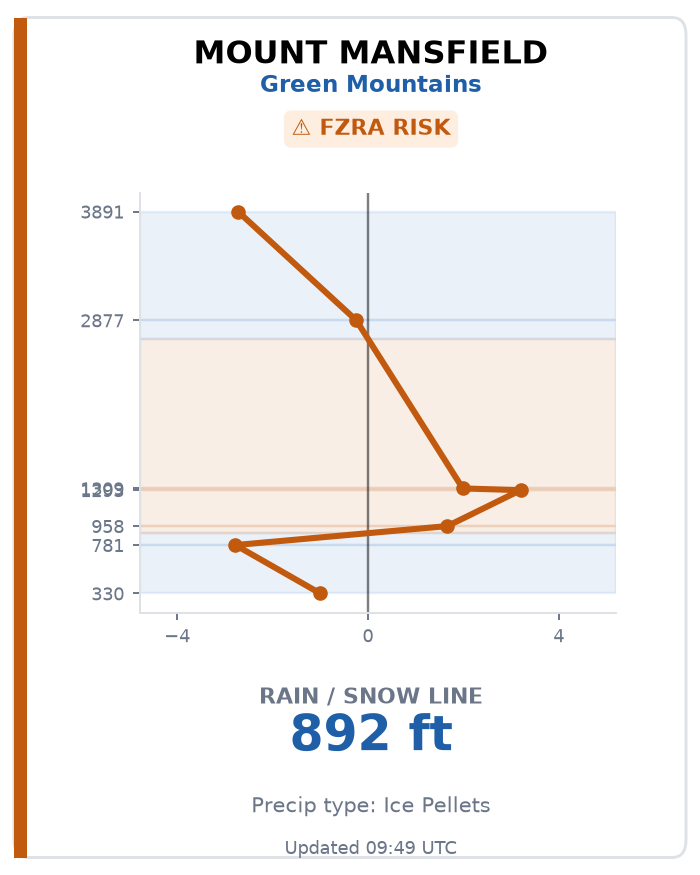 MOUNT MANSFIELD
Green Mountains
⚠ FZRA RISK
3891
2877
958
781
330
−4 0 4
RAIN / SNOW LINE
892 ft
Precip type: Ice Pellets
Updated 09:49 UTC